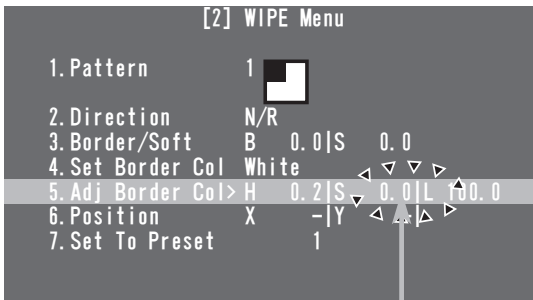 [2] WIPE Menu
1.Pattern 1
2.Direction N/R
3.Border/Soft B 0.0|S 0.0
4.Set Border Col White
5.Adj Border Col> H 0.2|S 0.0|L 100.0
6.Position X -|Y -|
7.Set To Preset 1